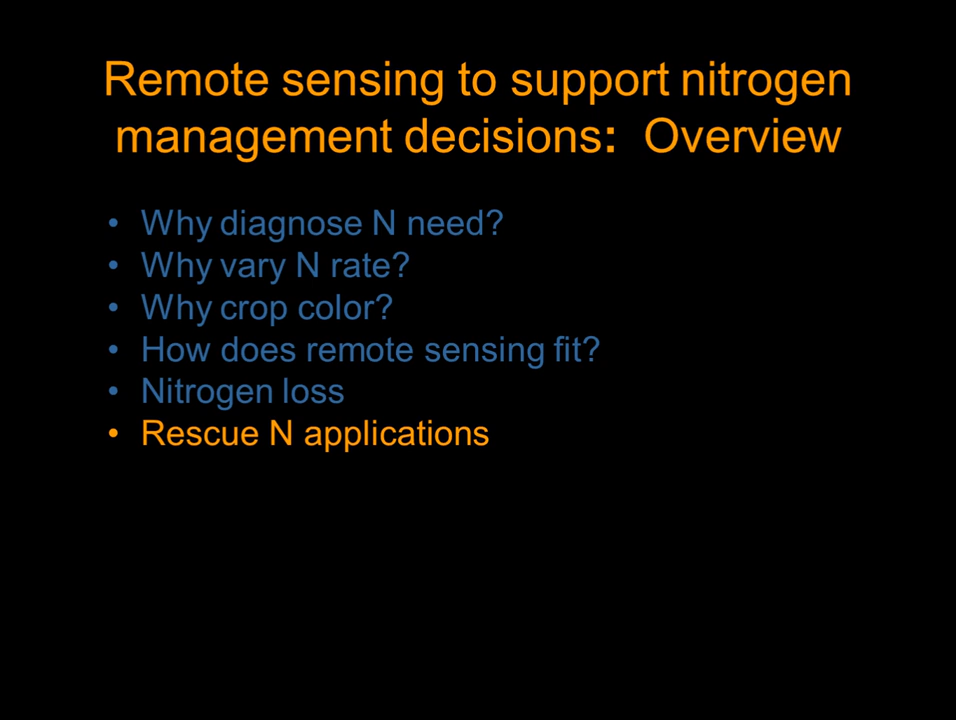 Remote sensing to support nitrogen
management decisions: Overview
• Why diagnose N need?
• Why vary N rate?
• Why crop color?
• How does remote sensing fit?
• Nitrogen loss
• Rescue N applications